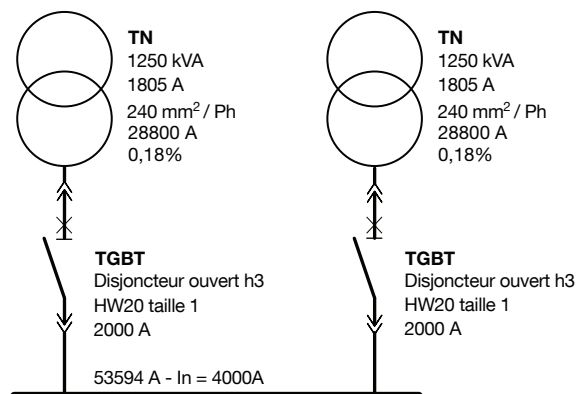 TN
1250 kVA
1805 A
240 mm² / Ph
28800 A
0,18%
TN
1250 kVA
1805 A
240 mm² / Ph
28800 A
0,18%
TGBT
Disjoncteur ouvert h3
HW20 taille 1
2000 A
TGBT
Disjoncteur ouvert h3
HW20 taille 1
2000 A
53594 A - In = 4000A